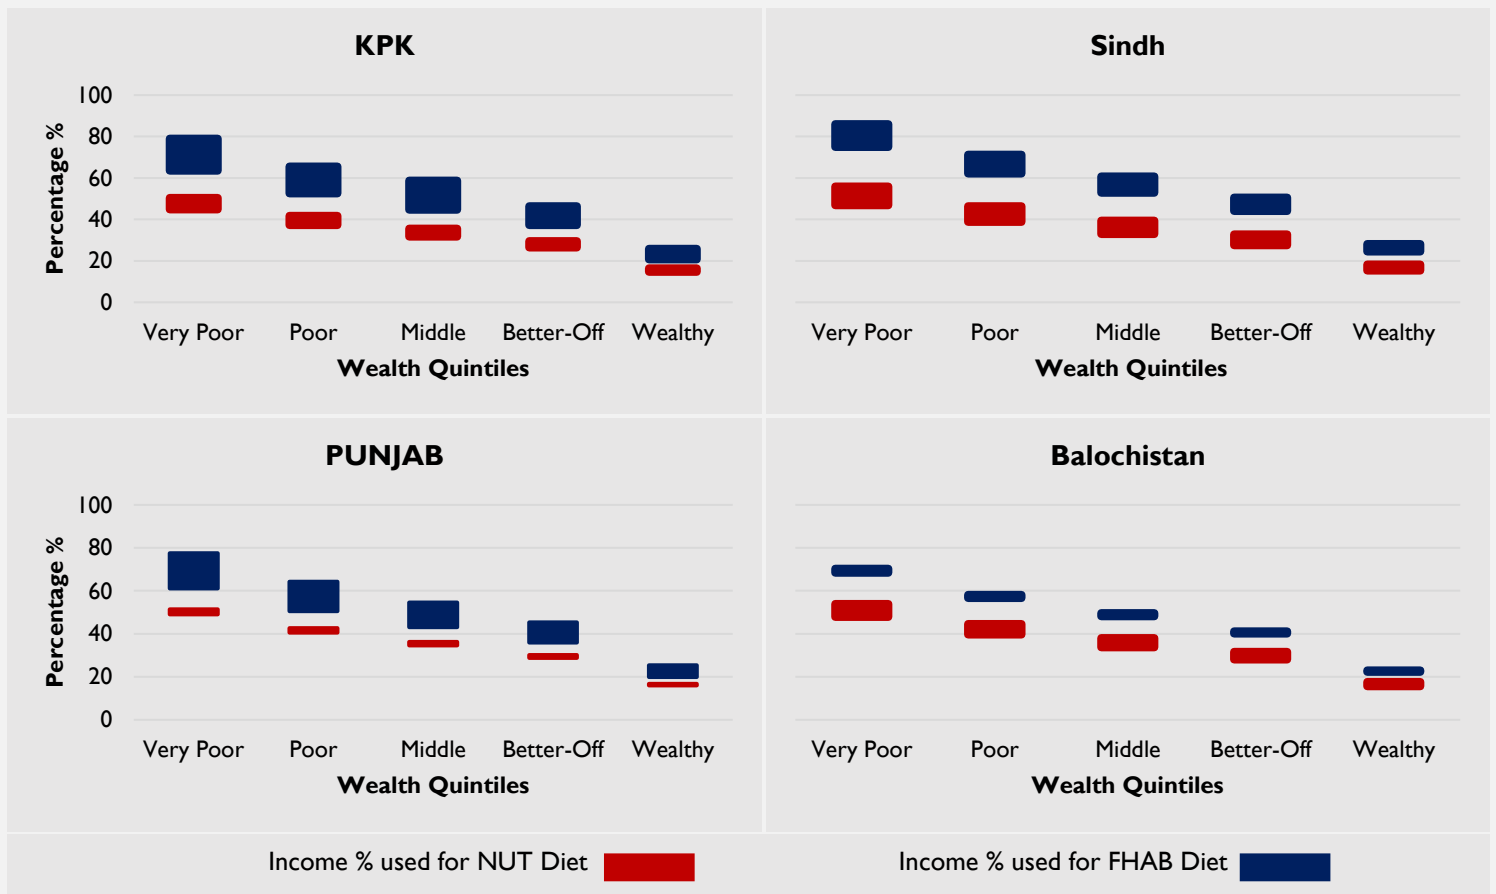 KPK
Percentage %
100
80
60
40
20
0
Very Poor Poor Middle Better-Off Wealthy
Wealth Quintiles
Sindh
Very Poor Poor Middle Better-Off Wealthy
Wealth Quintiles
PUNJAB
Percentage %
100
80
60
40
20
0
Very Poor Poor Middle Better-Off Wealthy
Wealth Quintiles
Balochistan
Very Poor Poor Middle Better-Off Wealthy
Wealth Quintiles
Income % used for NUT Diet
Income % used for FHAB Diet